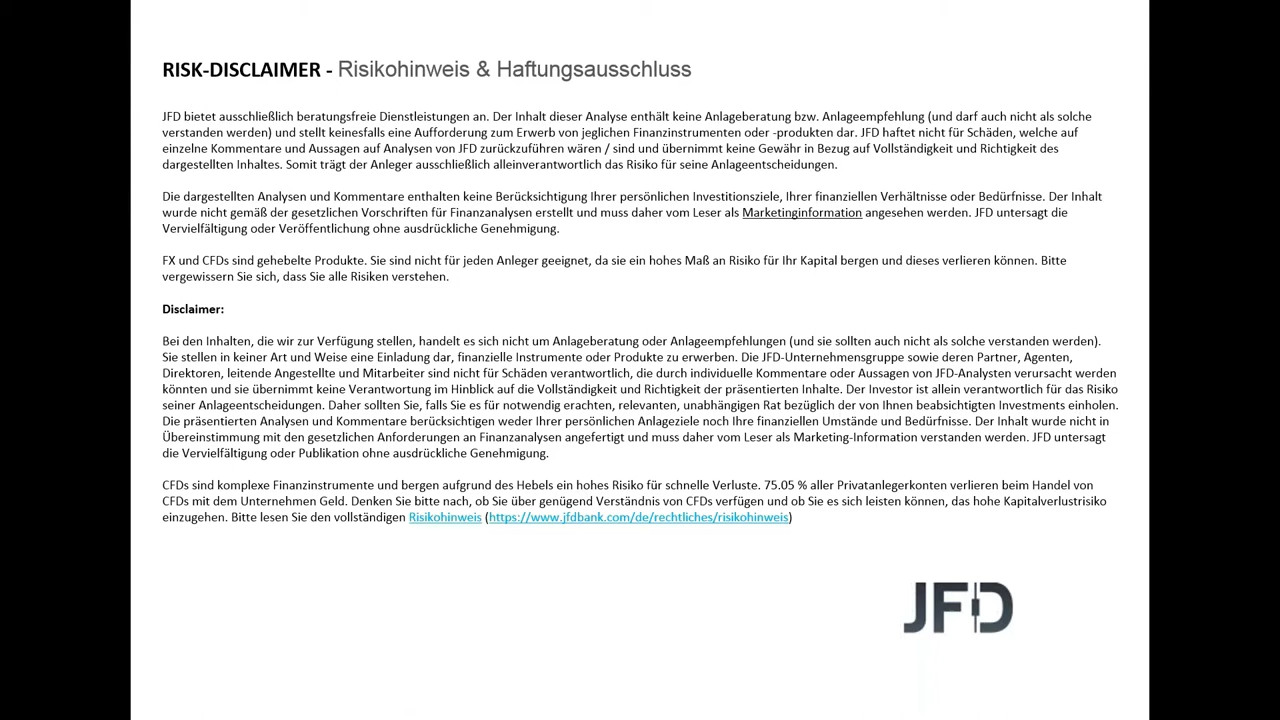 RISK-DISCLAIMER - Risikohinweis & Haftungsausschluss
JFD bietet ausschließlich beratungsfreie Dienstleistungen an. Der Inhalt dieser Analyse enthält keine Anlageberatung bzw. Anlageempfehlung (und darf auch nicht als solche
verstanden werden) und stellt keinesfalls eine Aufforderung zum Erwerb von jeglichen Finanzinstrumenten oder -produkten dar. JFD haftet nicht für Schäden, welche auf
einzelne Kommentare und Aussagen auf Analysen von JFD zurückzuführen wären / sind und übernimmt keine Gewähr in Bezug auf Vollständigkeit und Richtigkeit des
dargestellten Inhaltes. Somit trägt der Anleger ausschließlich alleinverantwortlich das Risiko für seine Anlageentscheidungen.
Die dargestellten Analysen und Kommentare enthalten keine Berücksichtigung Ihrer persönlichen Investitionsziele, Ihrer finanziellen Verhältnisse oder Bedürfnisse. Der Inhalt
wurde nicht gemäß der gesetzlichen Vorschriften für Finanzanalysen erstellt und muss daher vom Leser als Marketinginformation angesehen werden. JFD untersagt die
Vervielfältigung oder Veröffentlichung ohne ausdrückliche Genehmigung.
FX und CFDs sind gehebelte Produkte. Sie sind nicht für jeden Anleger geeignet, da sie ein hohes Maß an Risiko für Ihr Kapital bergen und dieses verlieren können. Bitte
vergewissern Sie sich, dass Sie alle Risiken verstehen.
Disclaimer:
Bei den Inhalten, die wir zur Verfügung stellen, handelt es sich nicht um Anlageberatung oder Anlageempfehlungen (und sie sollten auch nicht als solche verstanden werden).
Sie stellen in keiner Art und Weise eine Einladung dar, finanzielle Instrumente oder Produkte zu erwerben. Die JFD-Unternehmensgruppe sowie deren Partner, Agenten,
Direktoren, leitende Angestellte und Mitarbeiter sind nicht für Schäden verantwortlich, die durch individuelle Kommentare oder Aussagen von JFD-Analysten verursacht werden
könnten und sie übernimmt keine Verantwortung im Hinblick auf die Vollständigkeit und Richtigkeit der präsentierten Inhalte. Der Investor ist allein verantwortlich für das Risiko
seiner Anlageentscheidungen. Daher sollten Sie, falls Sie es für notwendig erachten, relevanten, unabhängigen Rat bezüglich der von Ihnen beabsichtigten Investments einholen.
Die präsentierten Analysen und Kommentare berücksichtigen weder Ihrer persönlichen Anlageziele noch Ihre finanziellen Umstände und Bedürfnisse. Der Inhalt wurde nicht in
Übereinstimmung mit den gesetzlichen Anforderungen an Finanzanalysen angefertigt und muss daher vom Leser als Marketing-Information verstanden werden. JFD untersagt
die Vervielfältigung oder Publikation ohne ausdrückliche Genehmigung.
CFDs sind komplexe Finanzinstrumente und bergen aufgrund des Hebels ein hohes Risiko für schnelle Verluste. 75.05 % aller Privatanlegerkonten verlieren beim Handel von
CFDs mit dem Unternehmen Geld. Denken Sie bitte nach, ob Sie über genügend Verständnis von CFDs verfügen und ob Sie es sich leisten können, das hohe Kapitalverlustrisiko
einzugehen. Bitte lesen Sie den vollständigen Risikohinweis (https://www.jfdbank.com/de/rechtliches/risikohinweis)
JFD